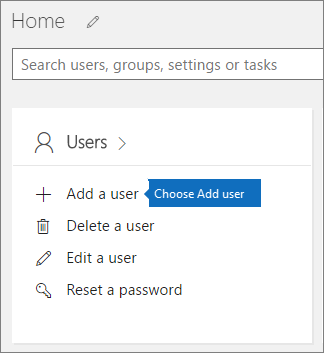 Home
Search users, groups, settings or tasks
Users
Add a user
Choose Add user
Delete a user
Edit a user
Reset a password